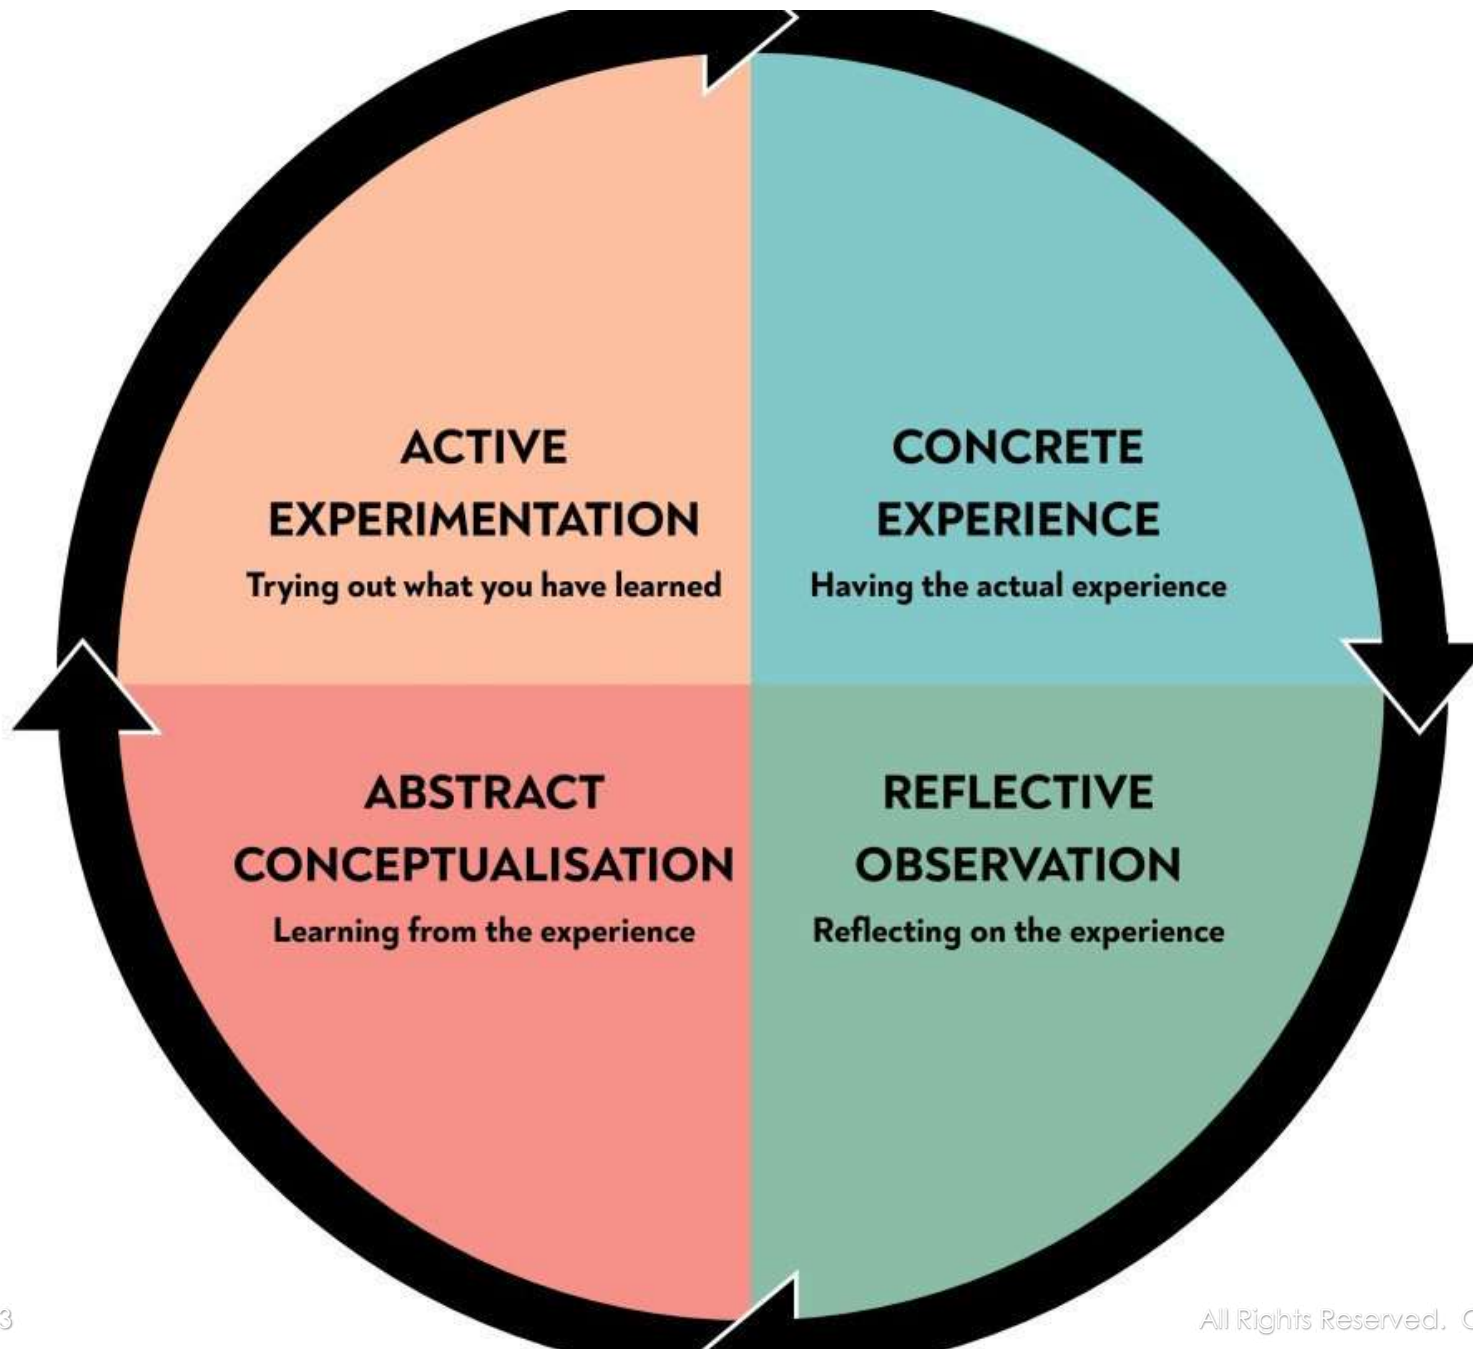 ACTIVE
EXPERIMENTATION
Trying out what you have learned
CONCRETE
EXPERIENCE
Having the actual experience
ABSTRACT
CONCEPTUALISATION
Learning from the experience
REFLECTIVE
OBSERVATION
Reflecting on the experience
3
All Rights Reserved.